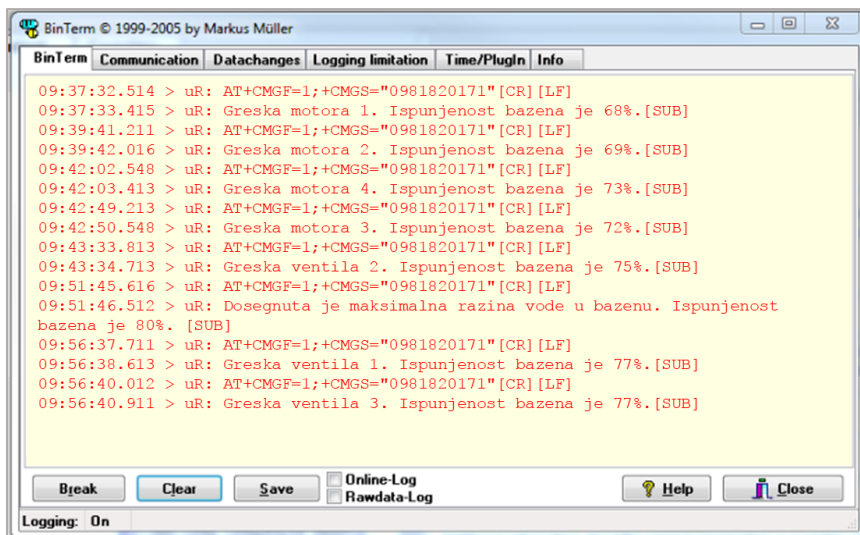 BinTerm © 1999-2005 by Markus Müller
BinTerm Communication Datachanges Logging limitation Time/PlugIn Info
09:37:32.514 > uR: AT+CMGF=1;+CMGS="0981820171"[CR][LF]
09:37:33.415 > uR: Greska motora 1. Ispunjenost bazena je 68%.[SUB]
09:39:41.211 > uR: AT+CMGF=1;+CMGS="0981820171"[CR][LF]
09:39:42.016 > uR: Greska motora 2. Ispunjenost bazena je 69%.[SUB]
09:42:02.548 > uR: AT+CMGF=1;+CMGS="0981820171"[CR][LF]
09:42:03.413 > uR: Greska motora 4. Ispunjenost bazena je 73%.[SUB]
09:42:49.213 > uR: AT+CMGF=1;+CMGS="0981820171"[CR][LF]
09:42:50.548 > uR: Greska motora 3. Ispunjenost bazena je 72%.[SUB]
09:43:33.813 > uR: AT+CMGF=1;+CMGS="0981820171"[CR][LF]
09:43:34.713 > uR: Greska ventila 2. Ispunjenost bazena je 75%.[SUB]
09:51:45.616 > uR: AT+CMGF=1;+CMGS="0981820171"[CR][LF]
09:51:46.512 > uR: Dosegnuta je maksimalna razina vode u bazenu. Ispunjenost
bazena je 80%. [SUB]
09:56:37.711 > uR: AT+CMGF=1;+CMGS="0981820171"[CR][LF]
09:56:38.613 > uR: Greska ventila 1. Ispunjenost bazena je 77%.[SUB]
09:56:40.012 > uR: AT+CMGF=1;+CMGS="0981820171"[CR][LF]
09:56:40.911 > uR: Greska ventila 3. Ispunjenost bazena je 77%.[SUB]
Break Clear Save Online-Log Help Close
Rawdata-Log
Logging: On